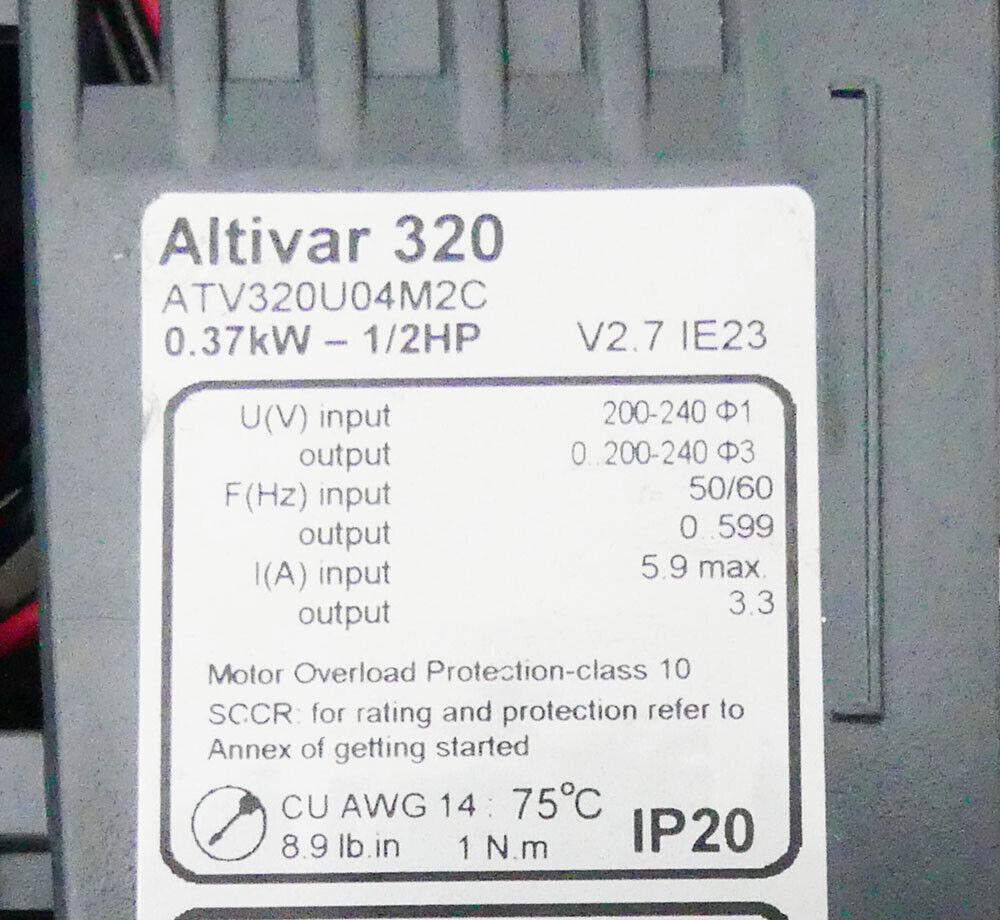 Altivar 320
ATV320U04M2C
0.37kW – 1/2HP V2.7 IE23
U(V) input 200-240 Φ1
output 0..200-240 Φ3
F(Hz) input 50/60
output 0..599
I(A) input 5.9 max.
output 3.3
Motor Overload Protection-class 10
SCCR: for rating and protection refer to
Annex of getting started
CU AWG 14 : 75°C
8.9 lb.in 1 N.m IP20